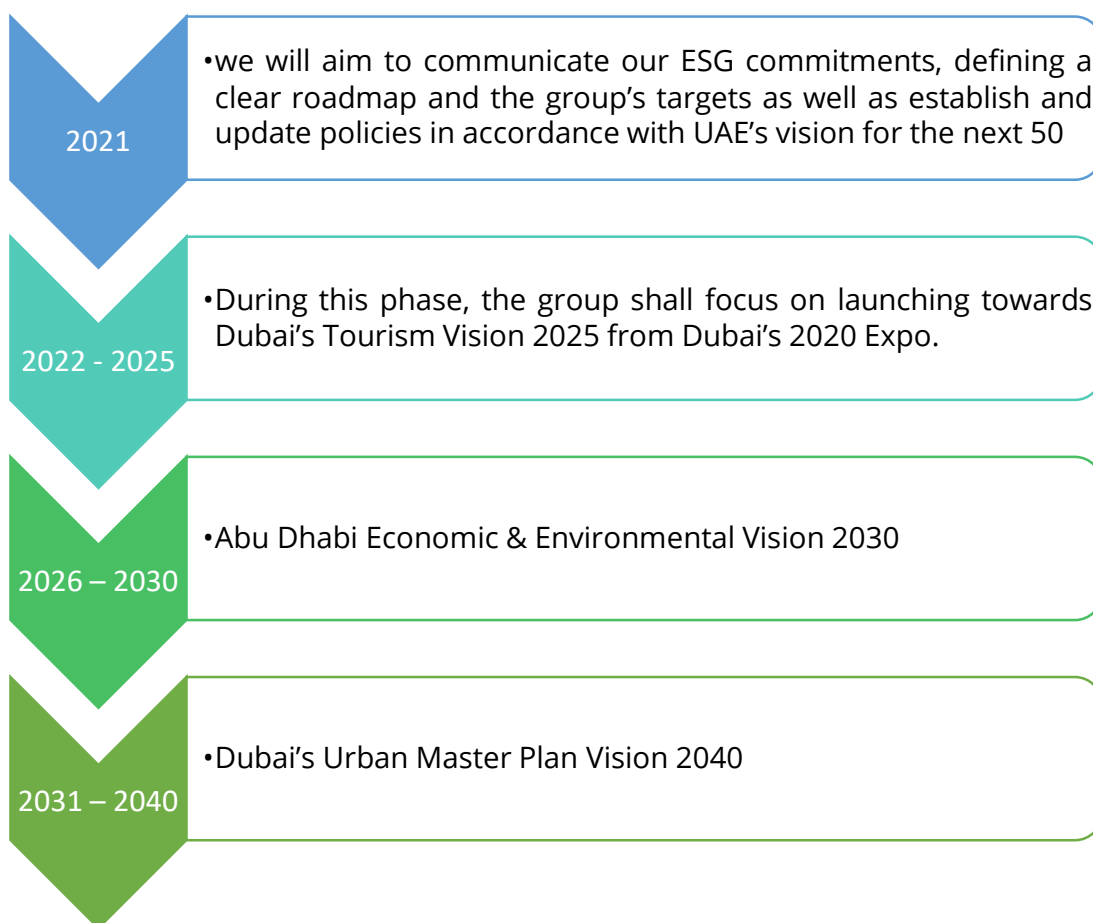 2021
•we will aim to communicate our ESG commitments, defining a
clear roadmap and the group’s targets as well as establish and
update policies in accordance with UAE’s vision for the next 50
2022 - 2025
•During this phase, the group shall focus on launching towards
Dubai’s Tourism Vision 2025 from Dubai’s 2020 Expo.
2026 – 2030
•Abu Dhabi Economic & Environmental Vision 2030
2031 – 2040
•Dubai’s Urban Master Plan Vision 2040